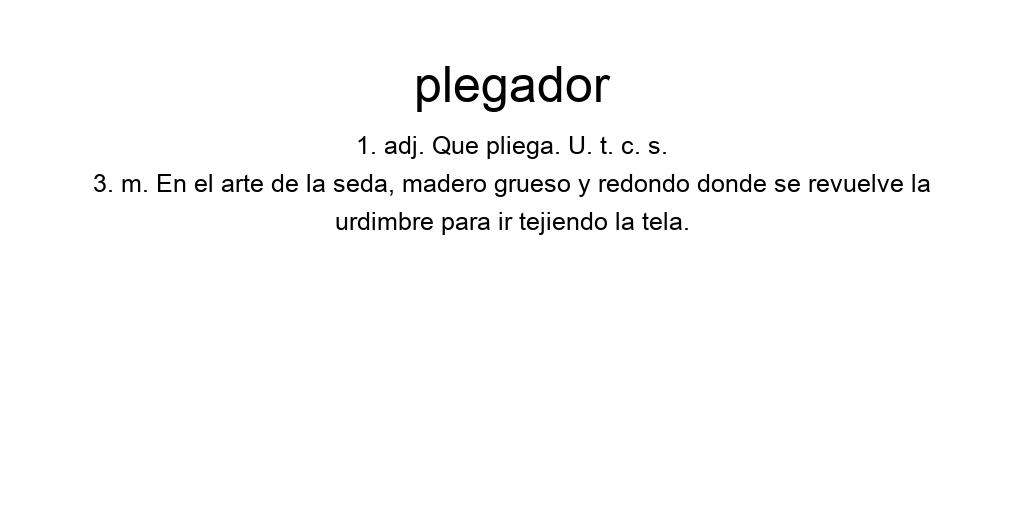 plegador
1. adj. Que pliega. U. t. c. s.
3. m. En el arte de la seda, madero grueso y redondo donde se revuelve la
urdimbre para ir tejiendo la tela.